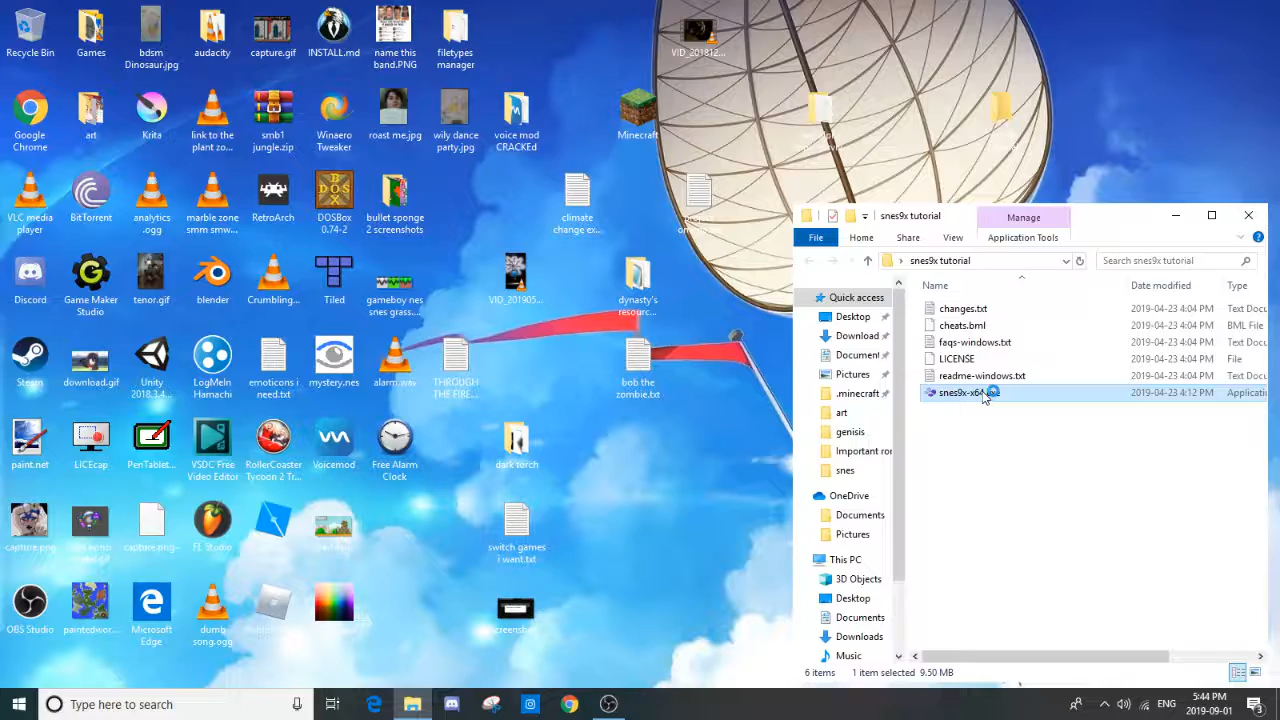 Recycle Bin
Games
bdsm
Dinosaur.jpg
audacity
capture.gif
INSTALL.md
name this
band.PNG
filetypes
manager
VID_201812...
Google
Chrome
art
Krita
link to the
plant zo...
smb1
jungle.zip
Winaero
Tweaker
roast me.jpg
wily dance
party.jpg
voice mod
CRACKEd
Minecraft
VLC media
player
BitTorrent
analytics
.ogg
marble zone
smm smw...
RetroArch
DOSBox
0.74-2
bullet sponge
2 screenshots
climate
change ex...
Discord
Game Maker
Studio
tenor.gif
blender
Crumbling...
Tiled
gameboy nes
snes grass...
VID_201905...
dynasty's
resourc...
Steam
download.gif
Unity
2018.3.4...
LogMeIn
Hamachi
emoticons i
need.txt
mystery.nes
alarm.wav
THROUGH
THE FIRE...
bob the
zombie.txt
paint.net
LICEcap
PenTablet...
VSDC Free
Video Editor
RollerCoaster
Tycoon 2 Tr...
Voicemod
Free Alarm
Clock
dark torch
capture.png
FL Studio
switch games
i want.txt
OBS Studio
paintedwor...
Microsoft
Edge
dumb
song.ogg
snes9x tutorial
Manage
File
Home
Share
View
Application Tools
snes9x tutorial
Search snes9x tutorial
Name
Date modified
Type
Quick access
Desktop
Download
Document
Pictures
.minecraft
art
genisis
Important ror
snes
OneDrive
Documents
Pictures
This PC
3D Objects
Desktop
Documents
Downloads
Music
changes.txt 2019-04-23 4:04 PM Text Docu
cheats.bml 2019-04-23 4:04 PM BML File
faqs-windows.txt 2019-04-23 4:04 PM Text Docu
LICENSE 2019-04-23 4:04 PM File
readme-windows.txt 2019-04-23 4:04 PM Text Docu
snes9x-x64 2019-04-23 4:12 PM Applicatio
6 items 1 item selected 9.50 MB
Type here to search
ENG
5:44 PM
2019-09-01